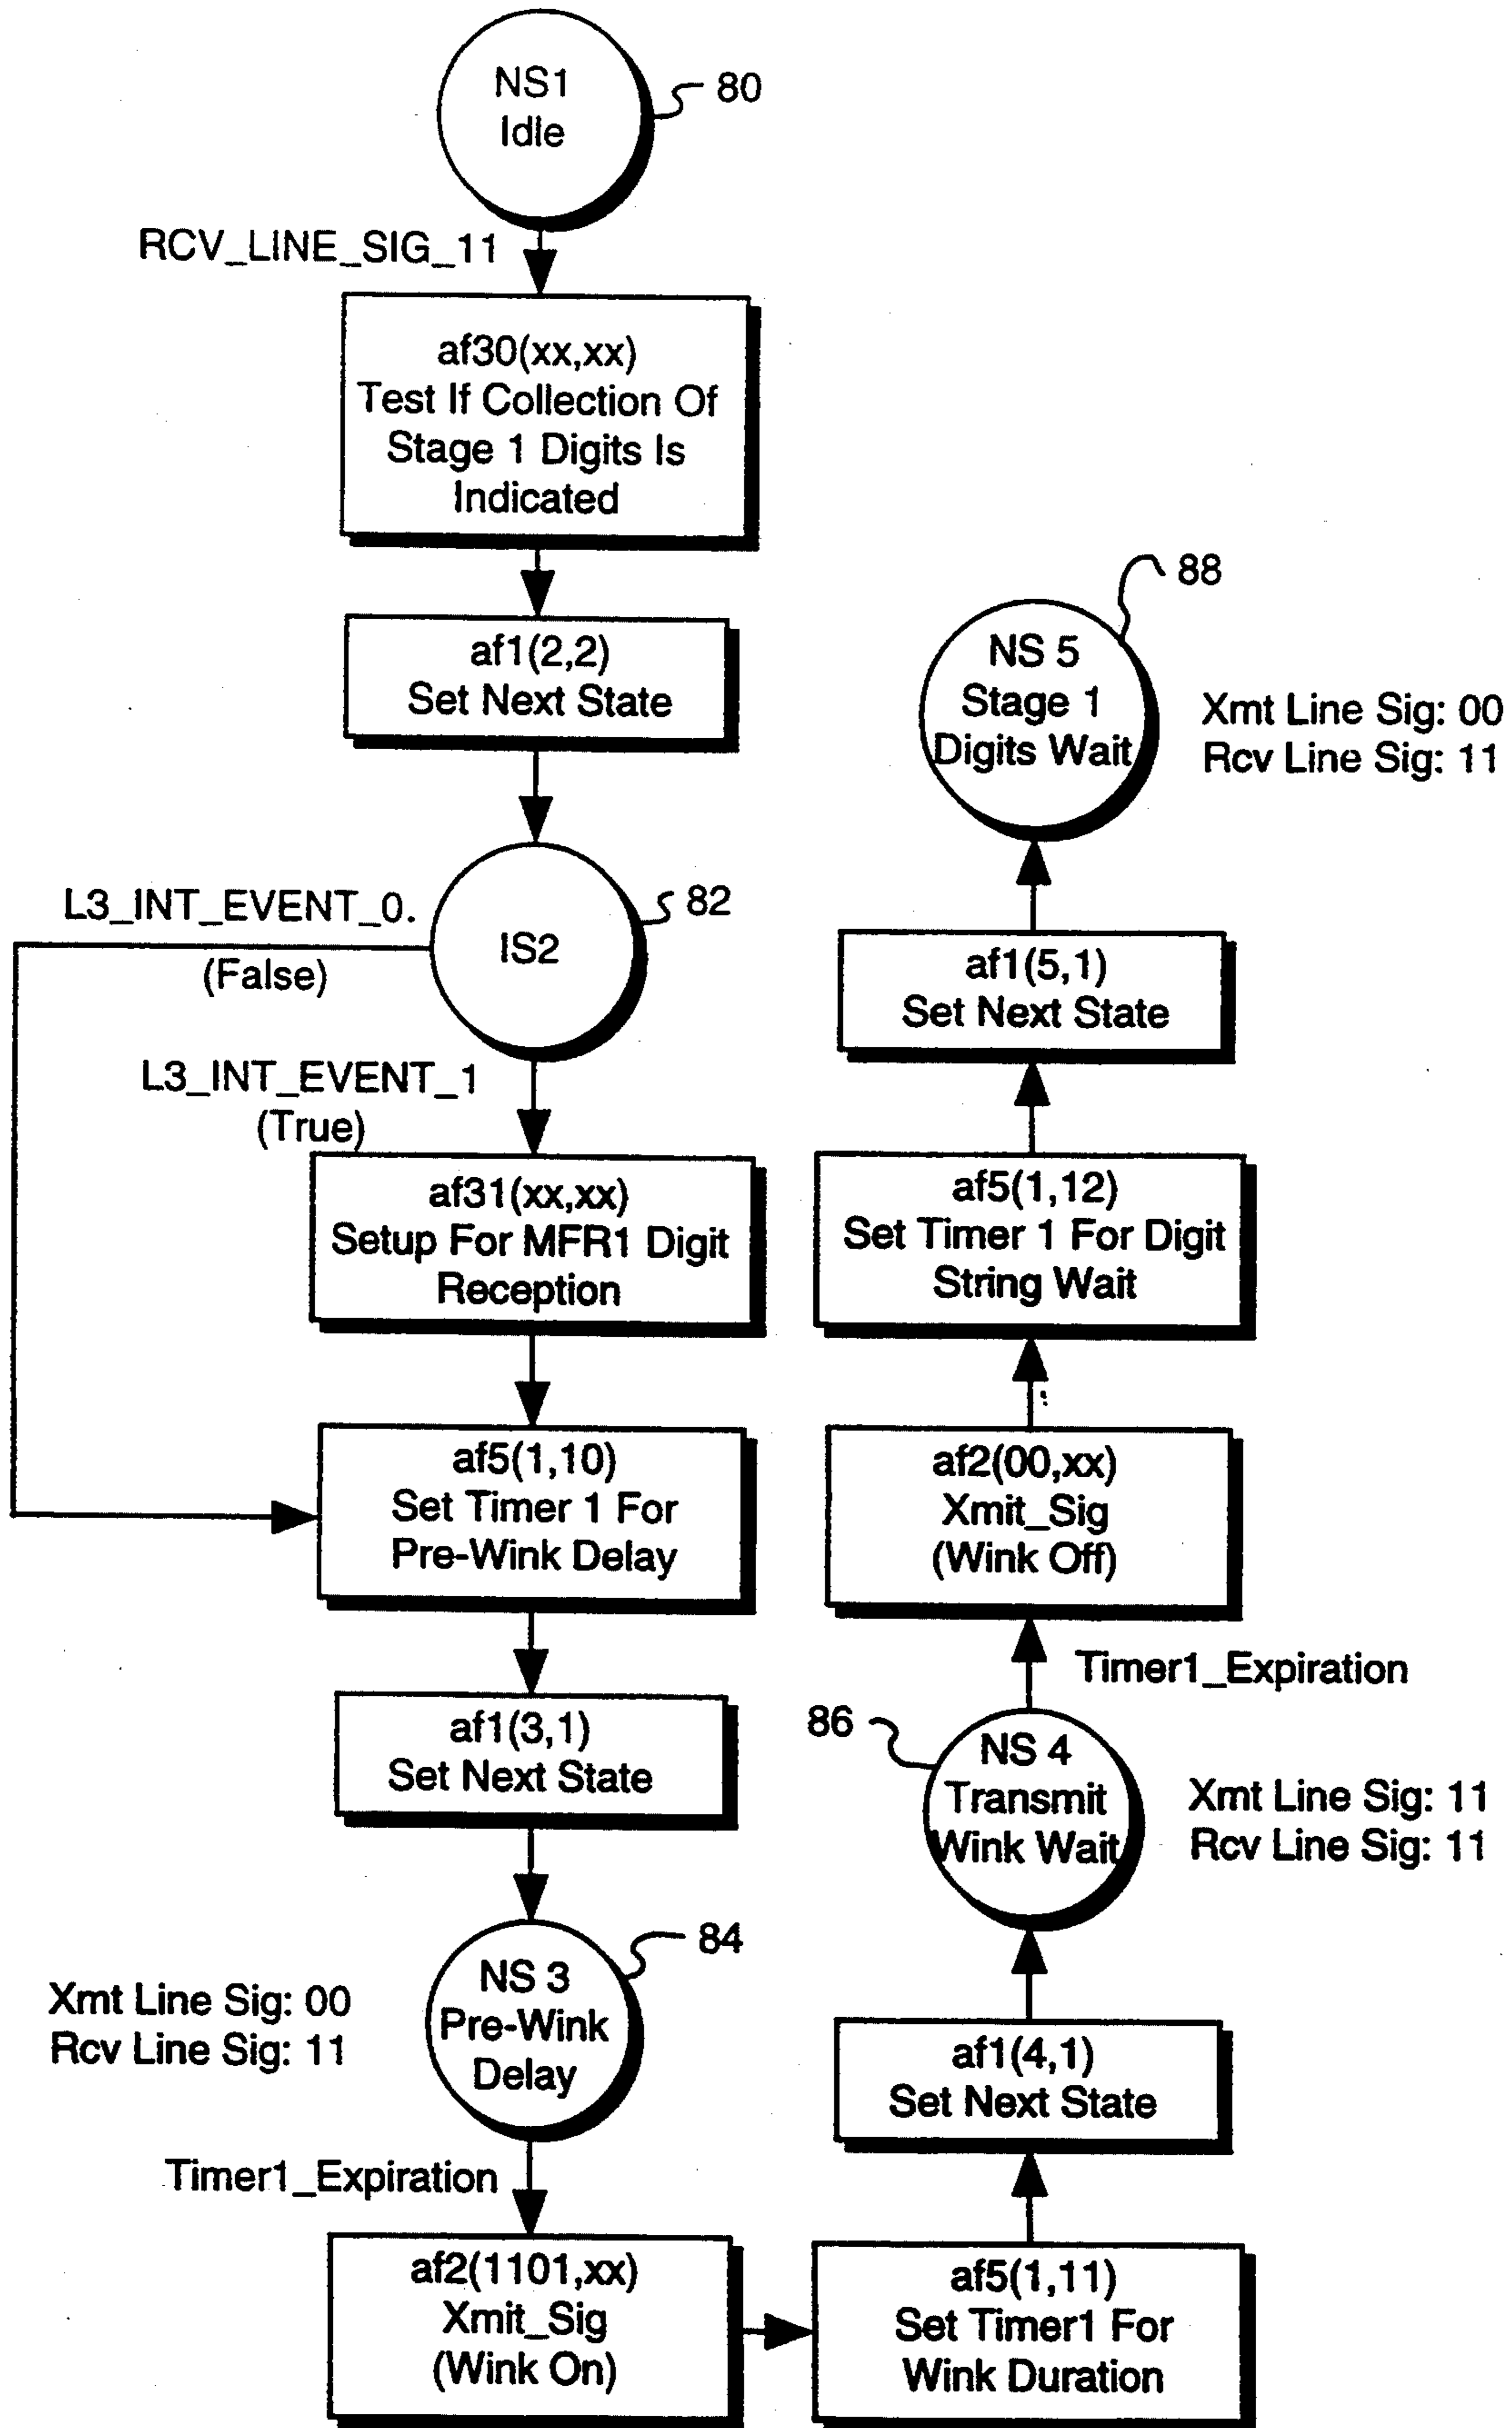 NS1
Idle
80
RCV_LINE_SIG_11
af30(xx,xx)
Test If Collection Of
Stage 1 Digits Is
Indicated
af1(2,2)
Set Next State
L3_INT_EVENT_0.
(False)
IS2
82
L3_INT_EVENT_1
(True)
af31(xx,xx)
Setup For MFR1 Digit
Reception
af5(1,10)
Set Timer 1 For
Pre-Wink Delay
af1(3,1)
Set Next State
Xmt Line Sig: 00
Rcv Line Sig: 11
NS 3
Pre-Wink
Delay
84
Timer1_Expiration
af2(1101,xx)
Xmit_Sig
(Wink On)
af5(1,11)
Set Timer1 For
Wink Duration
af1(4,1)
Set Next State
86
NS 4
Transmit
Wink Wait
Xmt Line Sig: 11
Rcv Line Sig: 11
Timer1_Expiration
af2(00,xx)
Xmit_Sig
(Wink Off)
af5(1,12)
Set Timer 1 For Digit
String Wait
af1(5,1)
Set Next State
88
NS 5
Stage 1
Digits Wait
Xmt Line Sig: 00
Rcv Line Sig: 11